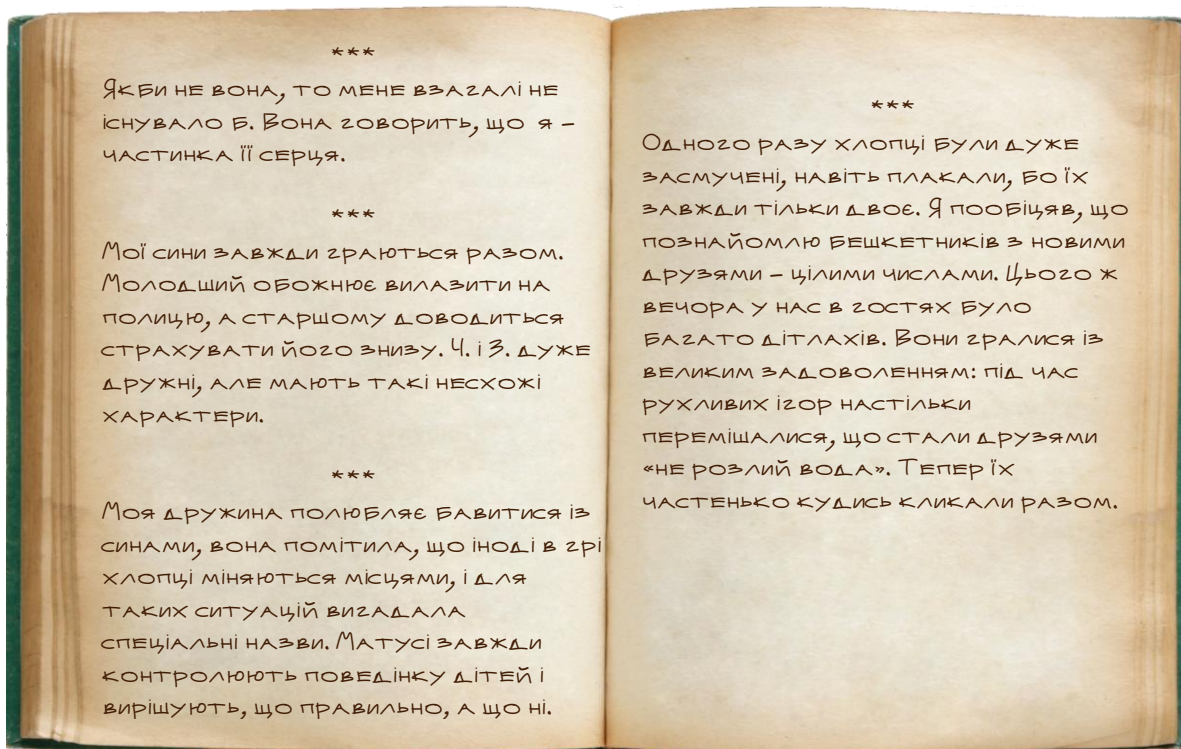 ***
Якби не вона, то мене взагалі не
існувало б. Вона говорить, що я –
частинка її серця.
***
Мої сини завжди граються разом.
Молодший обожнює вилазити на
полицю, а старшому доводиться
страхувати його знизу. Ч. і З. дуже
дружні, але мають такі несхожі
характери.
***
Моя дружина полюбляє бавитися із
синами, вона помітила, що іноді в грі
хлопці міняються місцями, і для
таких ситуацій вигадала
спеціальні назви. Матусі завжди
контролюють поведінку дітей і
вирішують, що правильно, а що ні.
***
Одного разу хлопці були дуже
засмучені, навіть плакали, бо їх
завжди тільки двоє. Я пообіцяв, що
познайомлю бешкетників з новими
друзями – цілими числами. Цього ж
вечора у нас в гостях було
багато дітлахів. Вони гралися із
великим задоволенням: під час
рухливих ігор настільки
перемішалися, що стали друзями
«не розлий вода». Тепер їх
частенько кудись кликали разом.